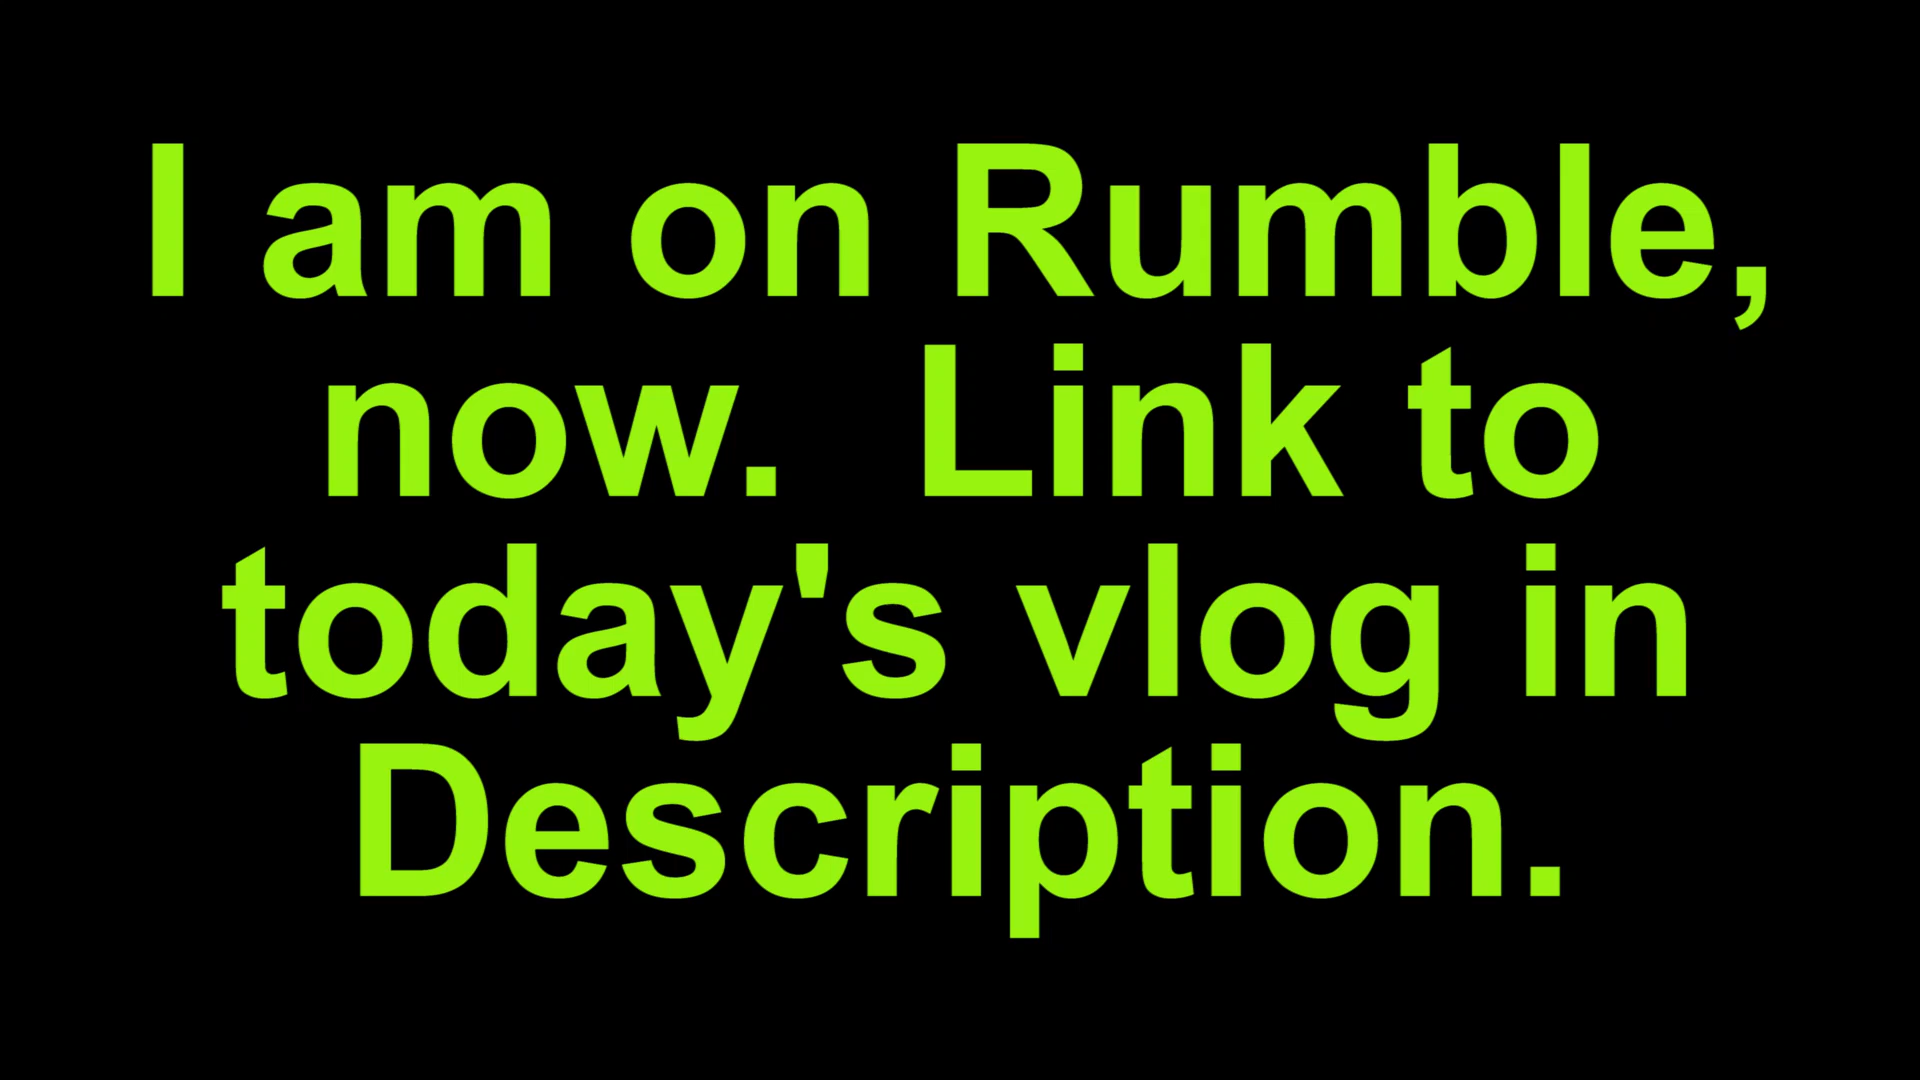 I am on Rumble,
now.  Link to
today's vlog in
Description.